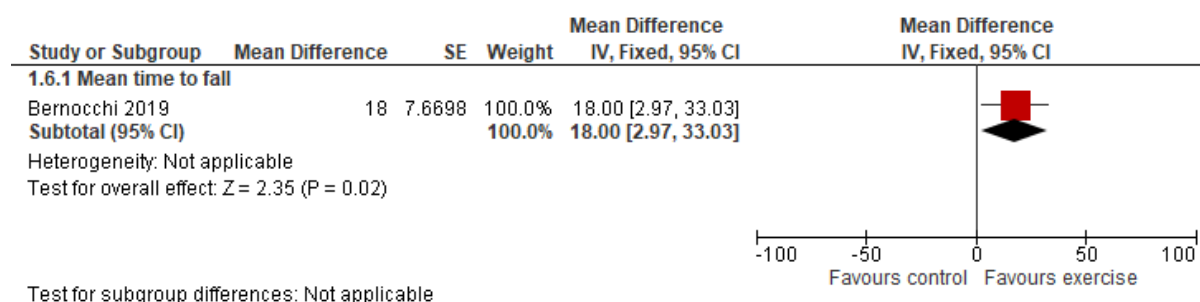 Mean Difference Mean Difference
Study or Subgroup Mean Difference SE Weight IV, Fixed, 95% CI IV, Fixed, 95% CI
1.6.1 Mean time to fall
Bernocchi 2019 18 7.6698 100.0% 18.00 [2.97, 33.03]
Subtotal (95% CI) 100.0% 18.00 [2.97, 33.03]
Heterogeneity: Not applicable
Test for overall effect: Z = 2.35 (P = 0.02)
-100 -50 0 50 100
Favours control Favours exercise
Test for subgroup differences: Not applicable